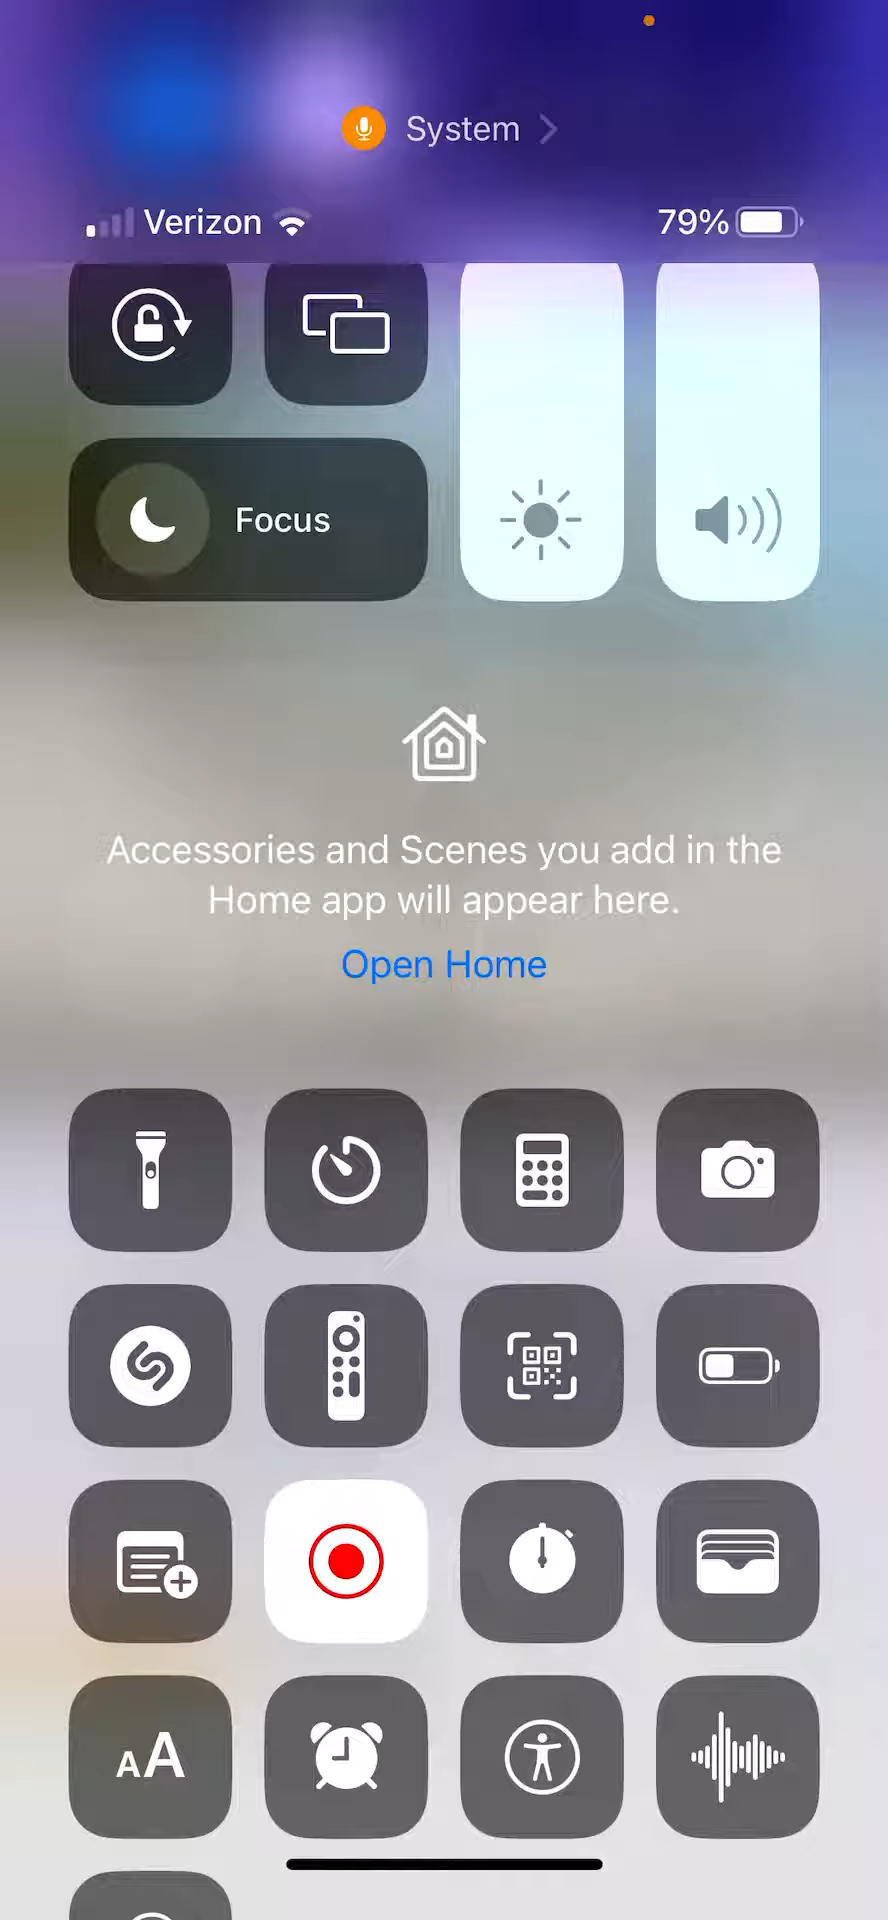 System
Verizon
79%
Focus
Accessories and Scenes you add in the
Home app will appear here.
Open Home
AA